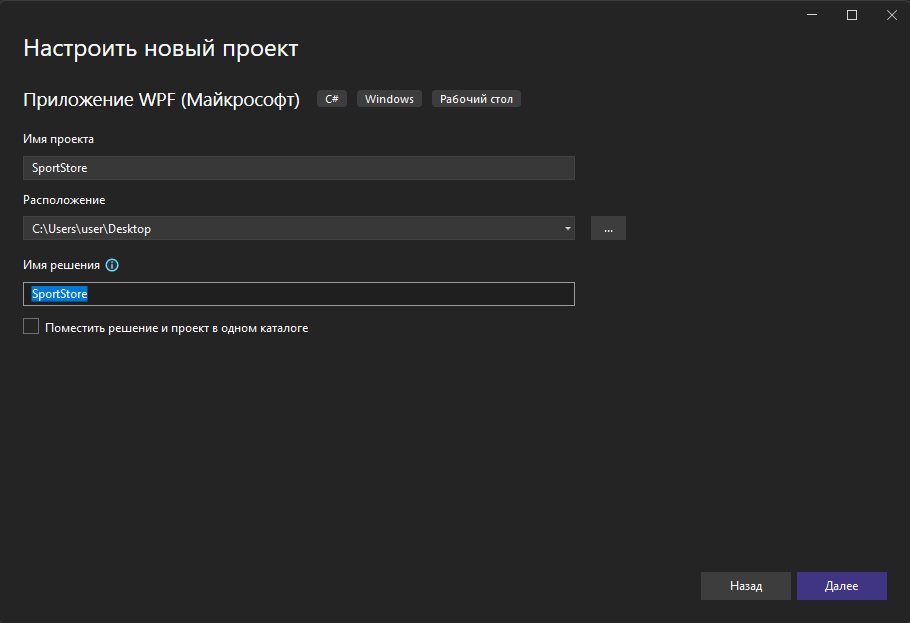 Настроить новый проект
Приложение WPF (Майкрософт) C# Windows Рабочий стол
Имя проекта
SportStore
Расположение
C:\Users\user\Desktop
...
Имя решения
SportStore
Поместить решение и проект в одном каталоге
Назад Далее